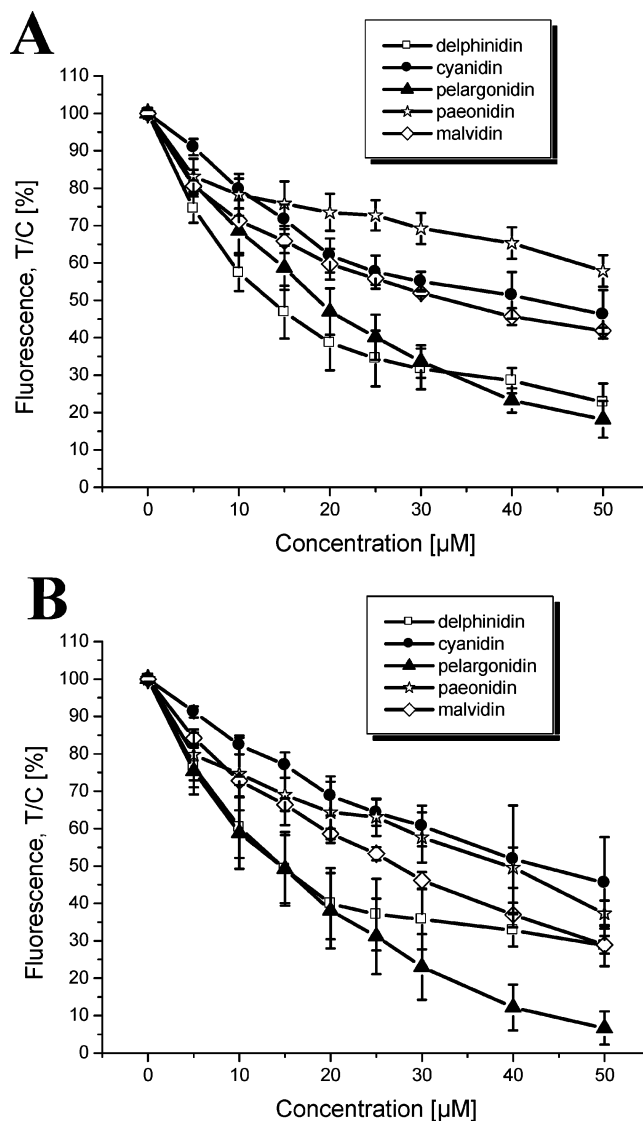 A
delphinidin
cyanidin
pelargonidin
paeonidin
malvidin
110
100
90
80
70
60
50
40
30
20
10
0
Fluorescence, T/C [%]
0 10 20 30 40 50
Concentration [µM]
B
delphinidin
cyanidin
pelargonidin
paeonidin
malvidin
110
100
90
80
70
60
50
40
30
20
10
0
Fluorescence, T/C [%]
0 10 20 30 40 50
Concentration [µM]